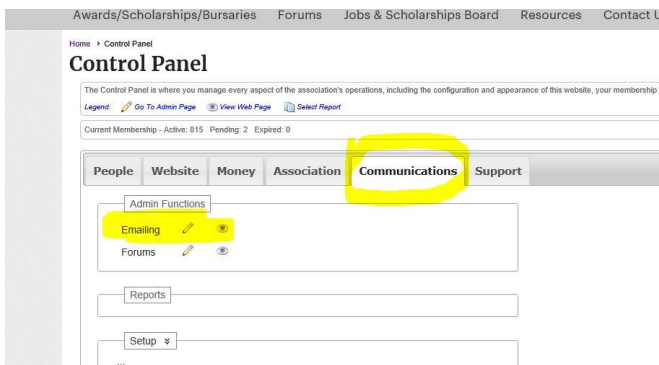 Awards/Scholarships/Bursaries Forums Jobs & Scholarships Board Resources Contact
Home > Control Panel
Control Panel
The Control Panel is where you manage every aspect of the association's operations, including the configuration and appearance of this website, your membership
Legend: Go To Admin Page View Web Page Select Report
Current Membership - Active: 815 Pending: 2 Expired: 0
People Website Money Association Communications Support
Admin Functions
Emailing
Forums
Reports
Setup